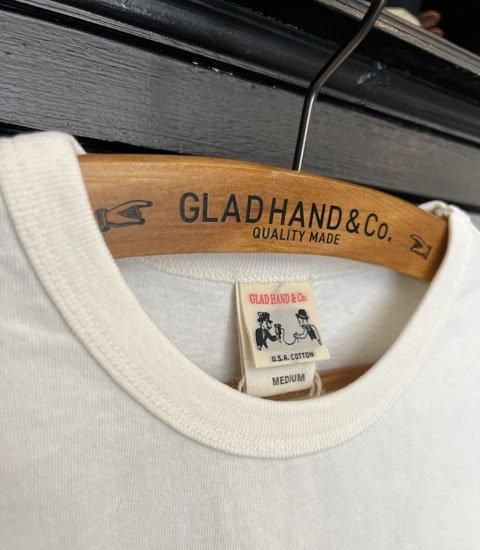 GLAD HAND & Co.
QUALITY MADE
GLAD HAND & Co.
U.S.A. COTTON
MEDIUM